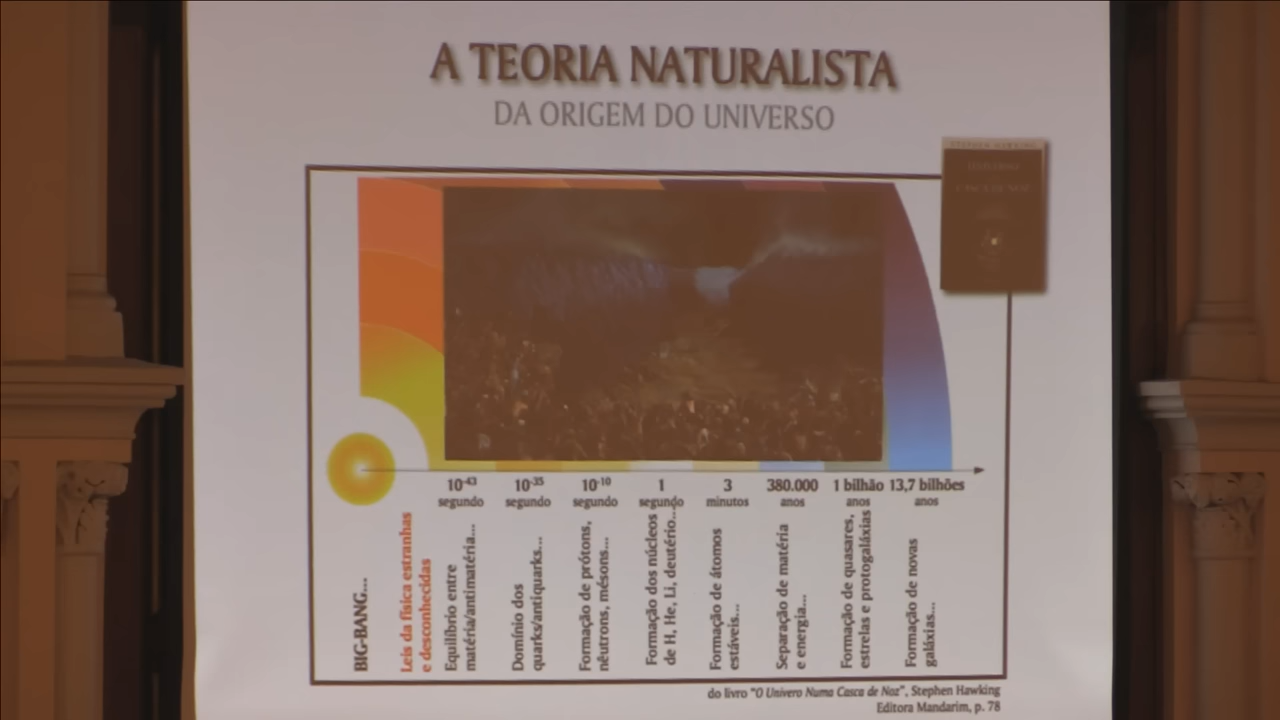 A TEORIA NATURALISTA
DA ORIGEM DO UNIVERSO
STEPHEN HAWKING
10⁻⁴³
segundo
10⁻³⁵
segundo
10⁻¹⁰
segundo
1
segundo
3
minutos
380.000
anos
1 bilhão
anos
13,7 bilhões
anos
BIG-BANG...
Leis da física estranhas
e desconhecidas
Equilíbrio entre
matéria/antimatéria...
Domínio dos
quarks/antiquarks...
Formação de prótons,
nêutrons, mésons...
Formação dos núcleos
de H, He, Li, deutério...
Formação de átomos
estáveis...
Separação de matéria
e energia...
Formação de quasares,
estrelas e protogaláxias
Formação de novas
galáxias...
do livro "O Univero Numa Casca de Noz", Stephen Hawking
Editora Mandarim, p. 78